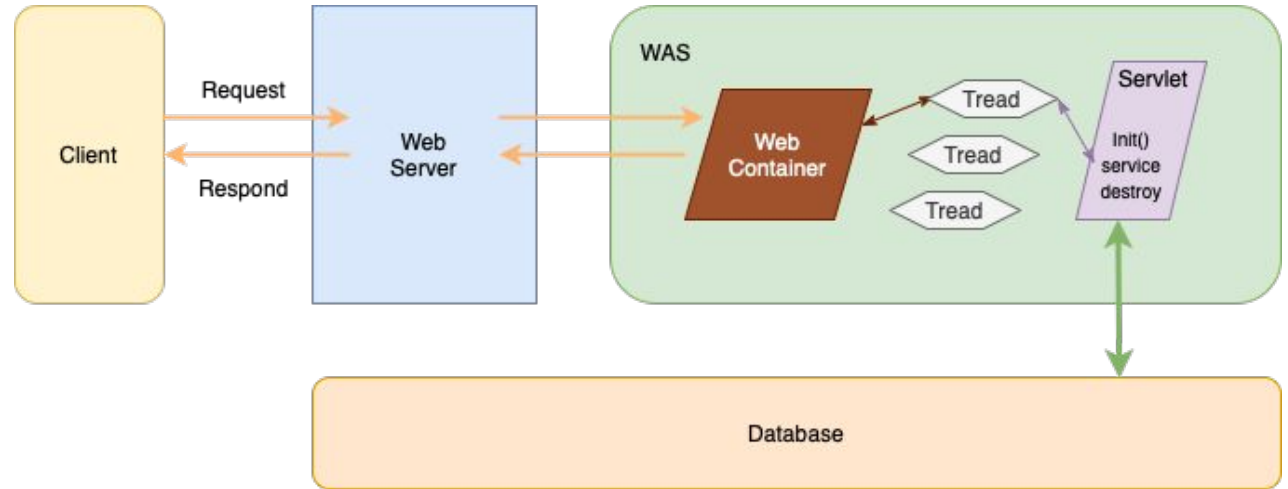 Client
Request
Respond
Web
Server
WAS
Web
Container
Tread
Tread
Tread
Servlet
Init()
service
destroy
Database